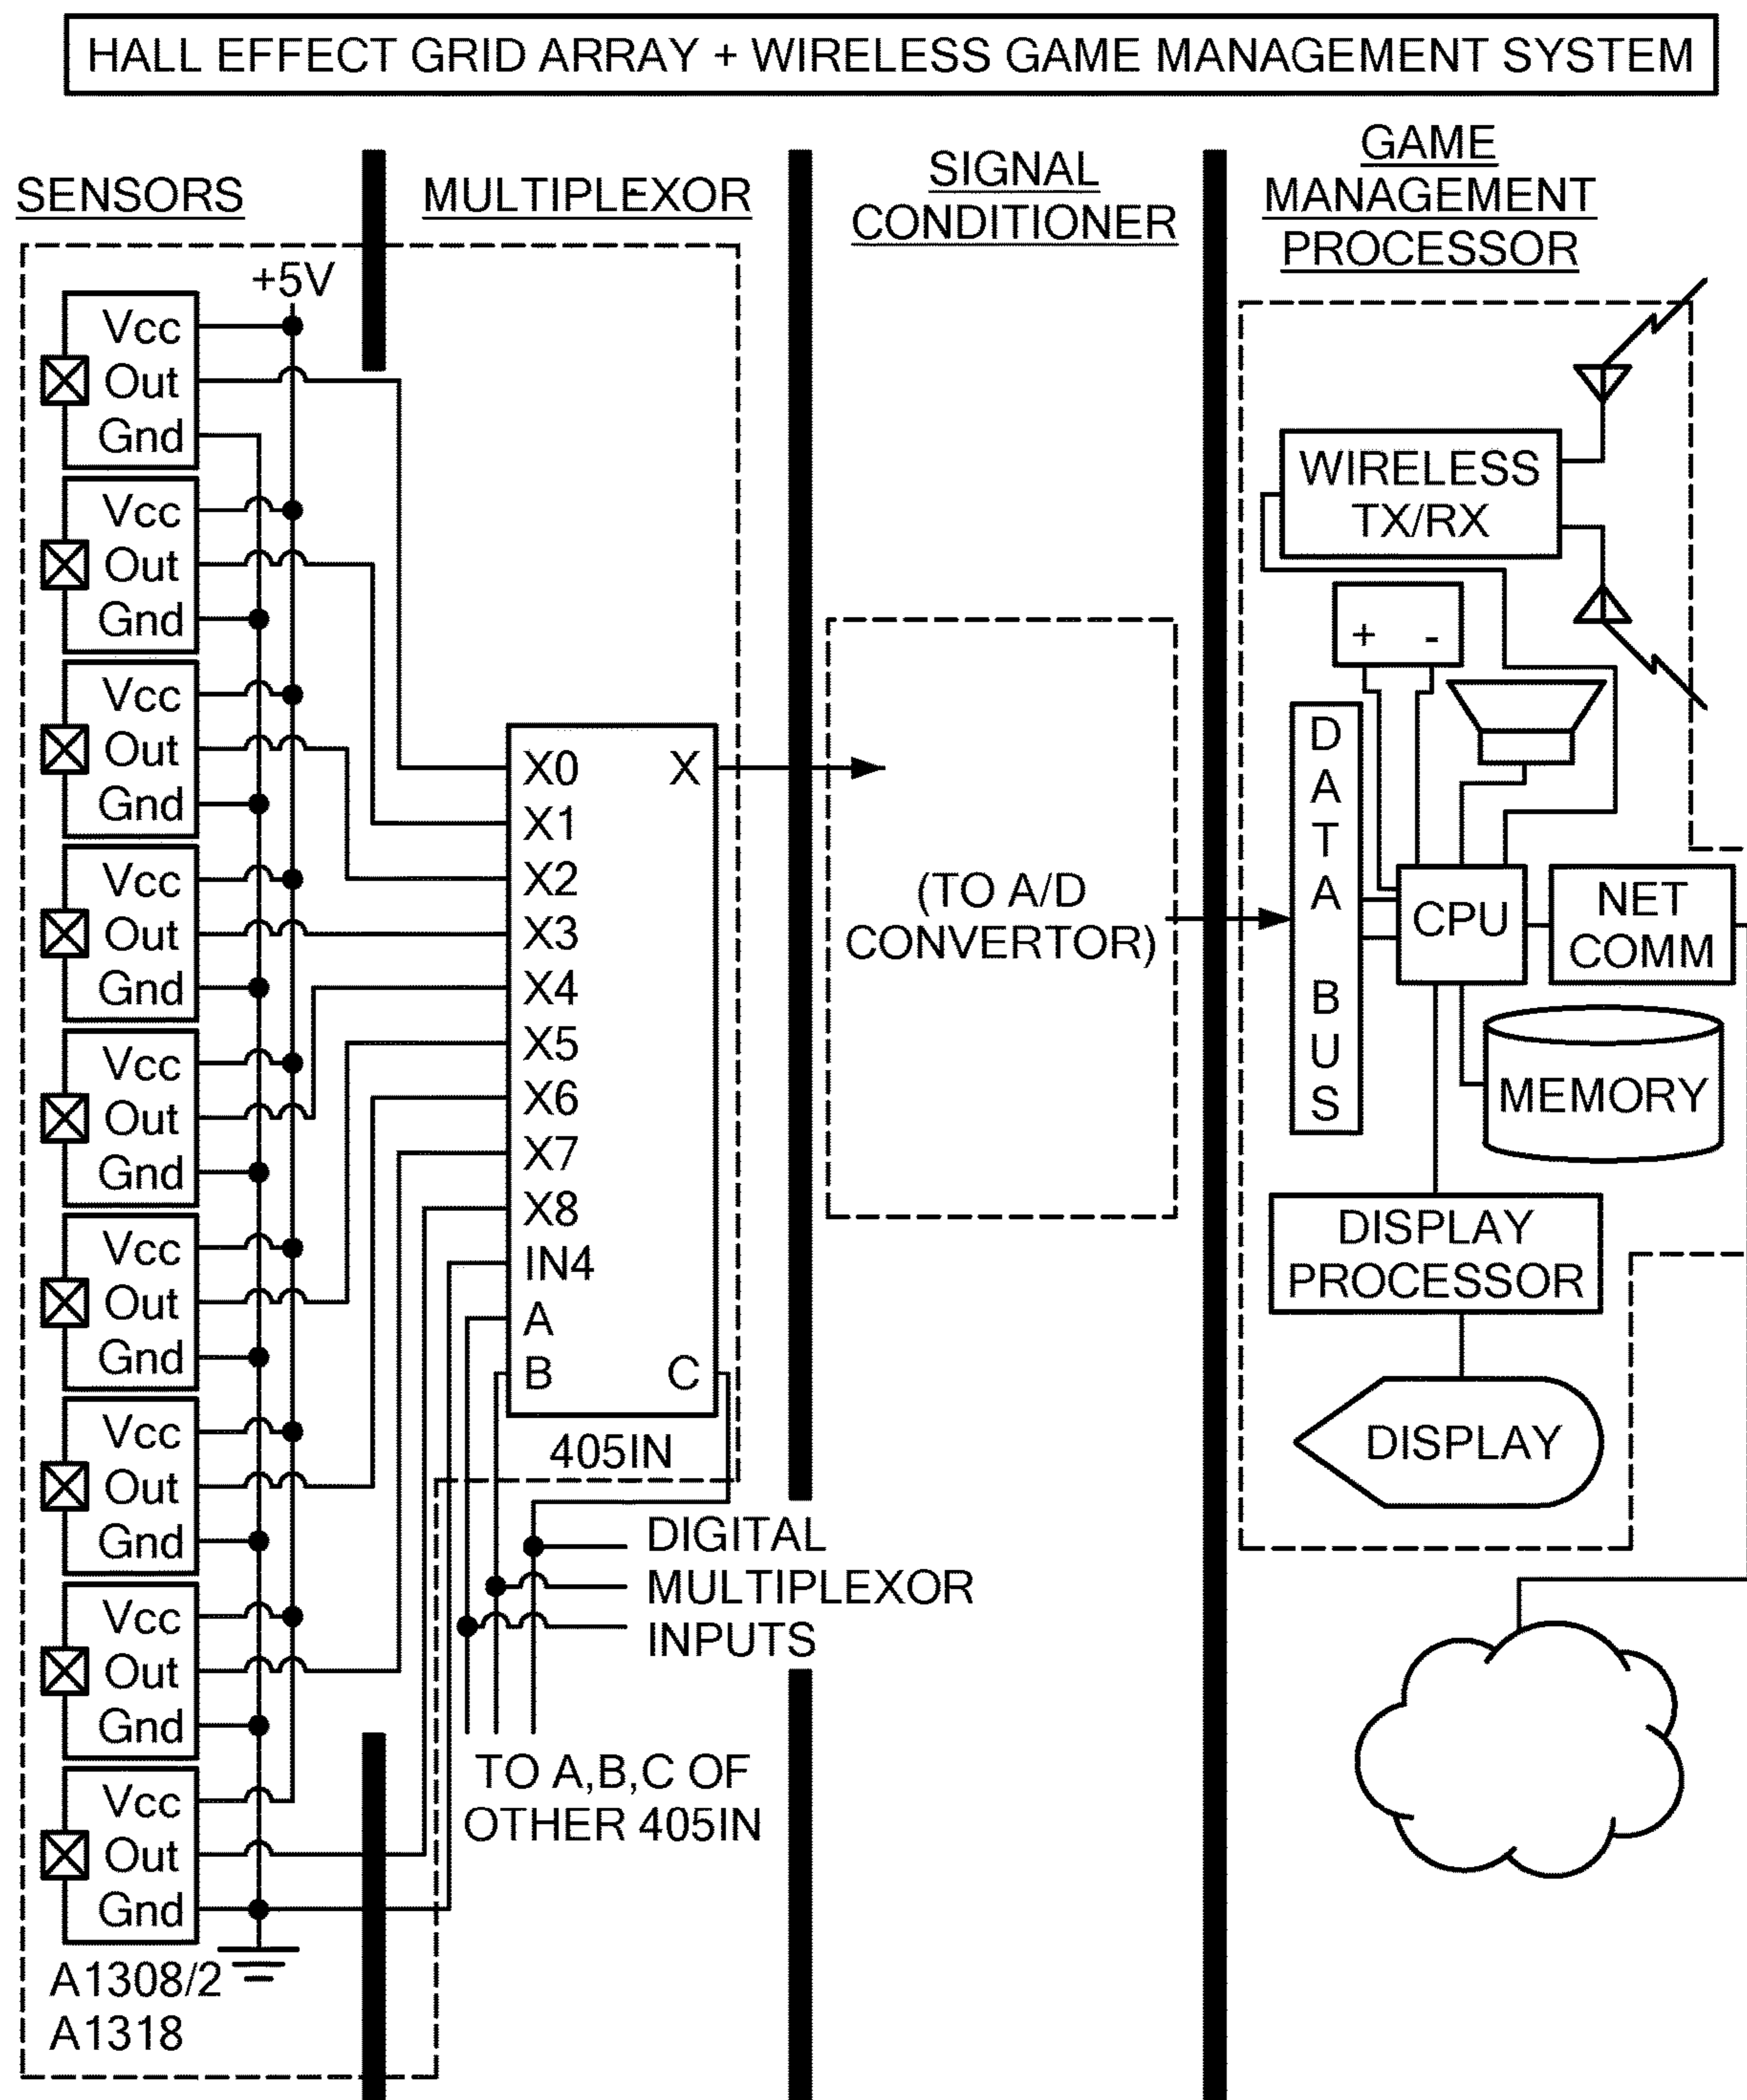 HALL EFFECT GRID ARRAY + WIRELESS GAME MANAGEMENT SYSTEM
SENSORS
+5V
Vcc
Out
Gnd
Vcc
Out
Gnd
Vcc
Out
Gnd
Vcc
Out
Gnd
Vcc
Out
Gnd
Vcc
Out
Gnd
Vcc
Out
Gnd
Vcc
Out
Gnd
Vcc
Out
Gnd
A1308/2
A1318
MULTIPLEXOR
X0
X1
X2
X3
X4
X5
X6
X7
X8
IN4
A
B
X
C
405IN
DIGITAL
MULTIPLEXOR
INPUTS
TO A,B,C OF
OTHER 405IN
SIGNAL
CONDITIONER
(TO A/D
CONVERTOR)
GAME
MANAGEMENT
PROCESSOR
WIRELESS
TX/RX
+ -
DATA BUS
CPU
NET
COMM
MEMORY
DISPLAY
PROCESSOR
DISPLAY